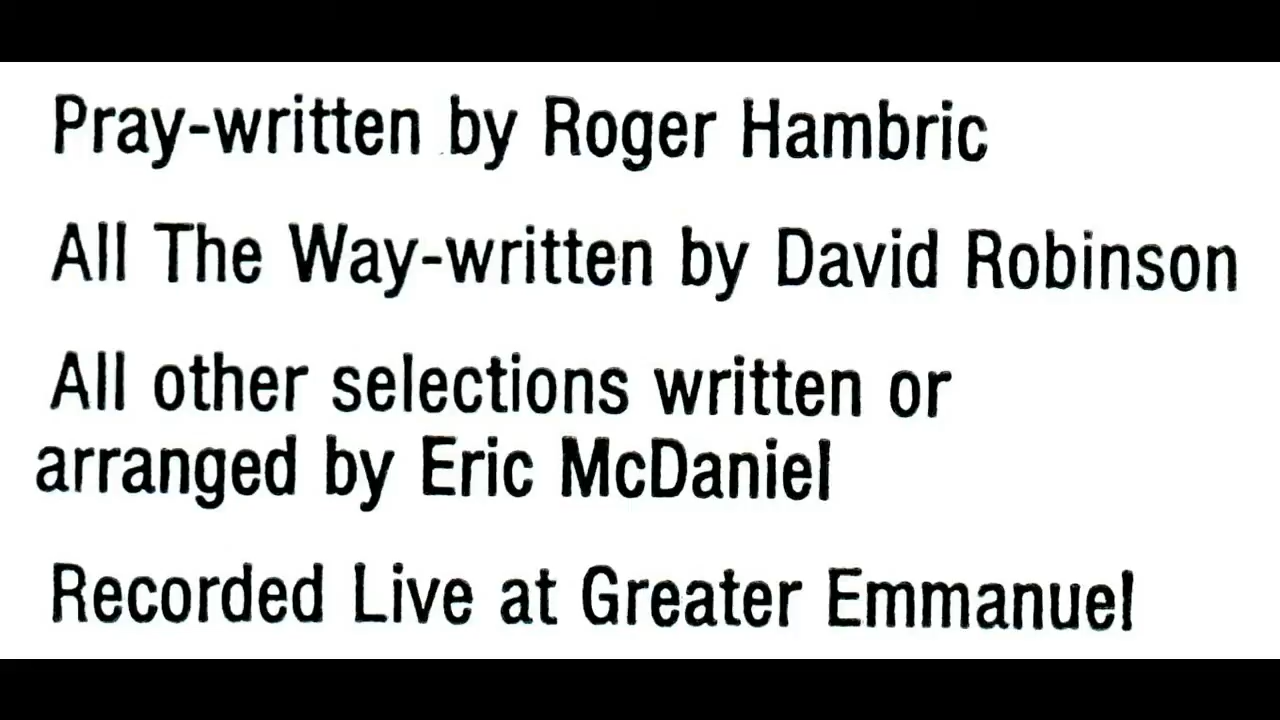 Pray-written by Roger Hambric
All The Way-written by David Robinson
All other selections written or
arranged by Eric McDaniel
Recorded Live at Greater Emmanuel